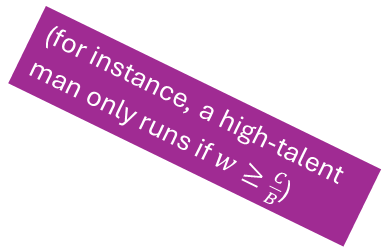 (for instance, a high-talent
man only runs if w ≥ C/B)